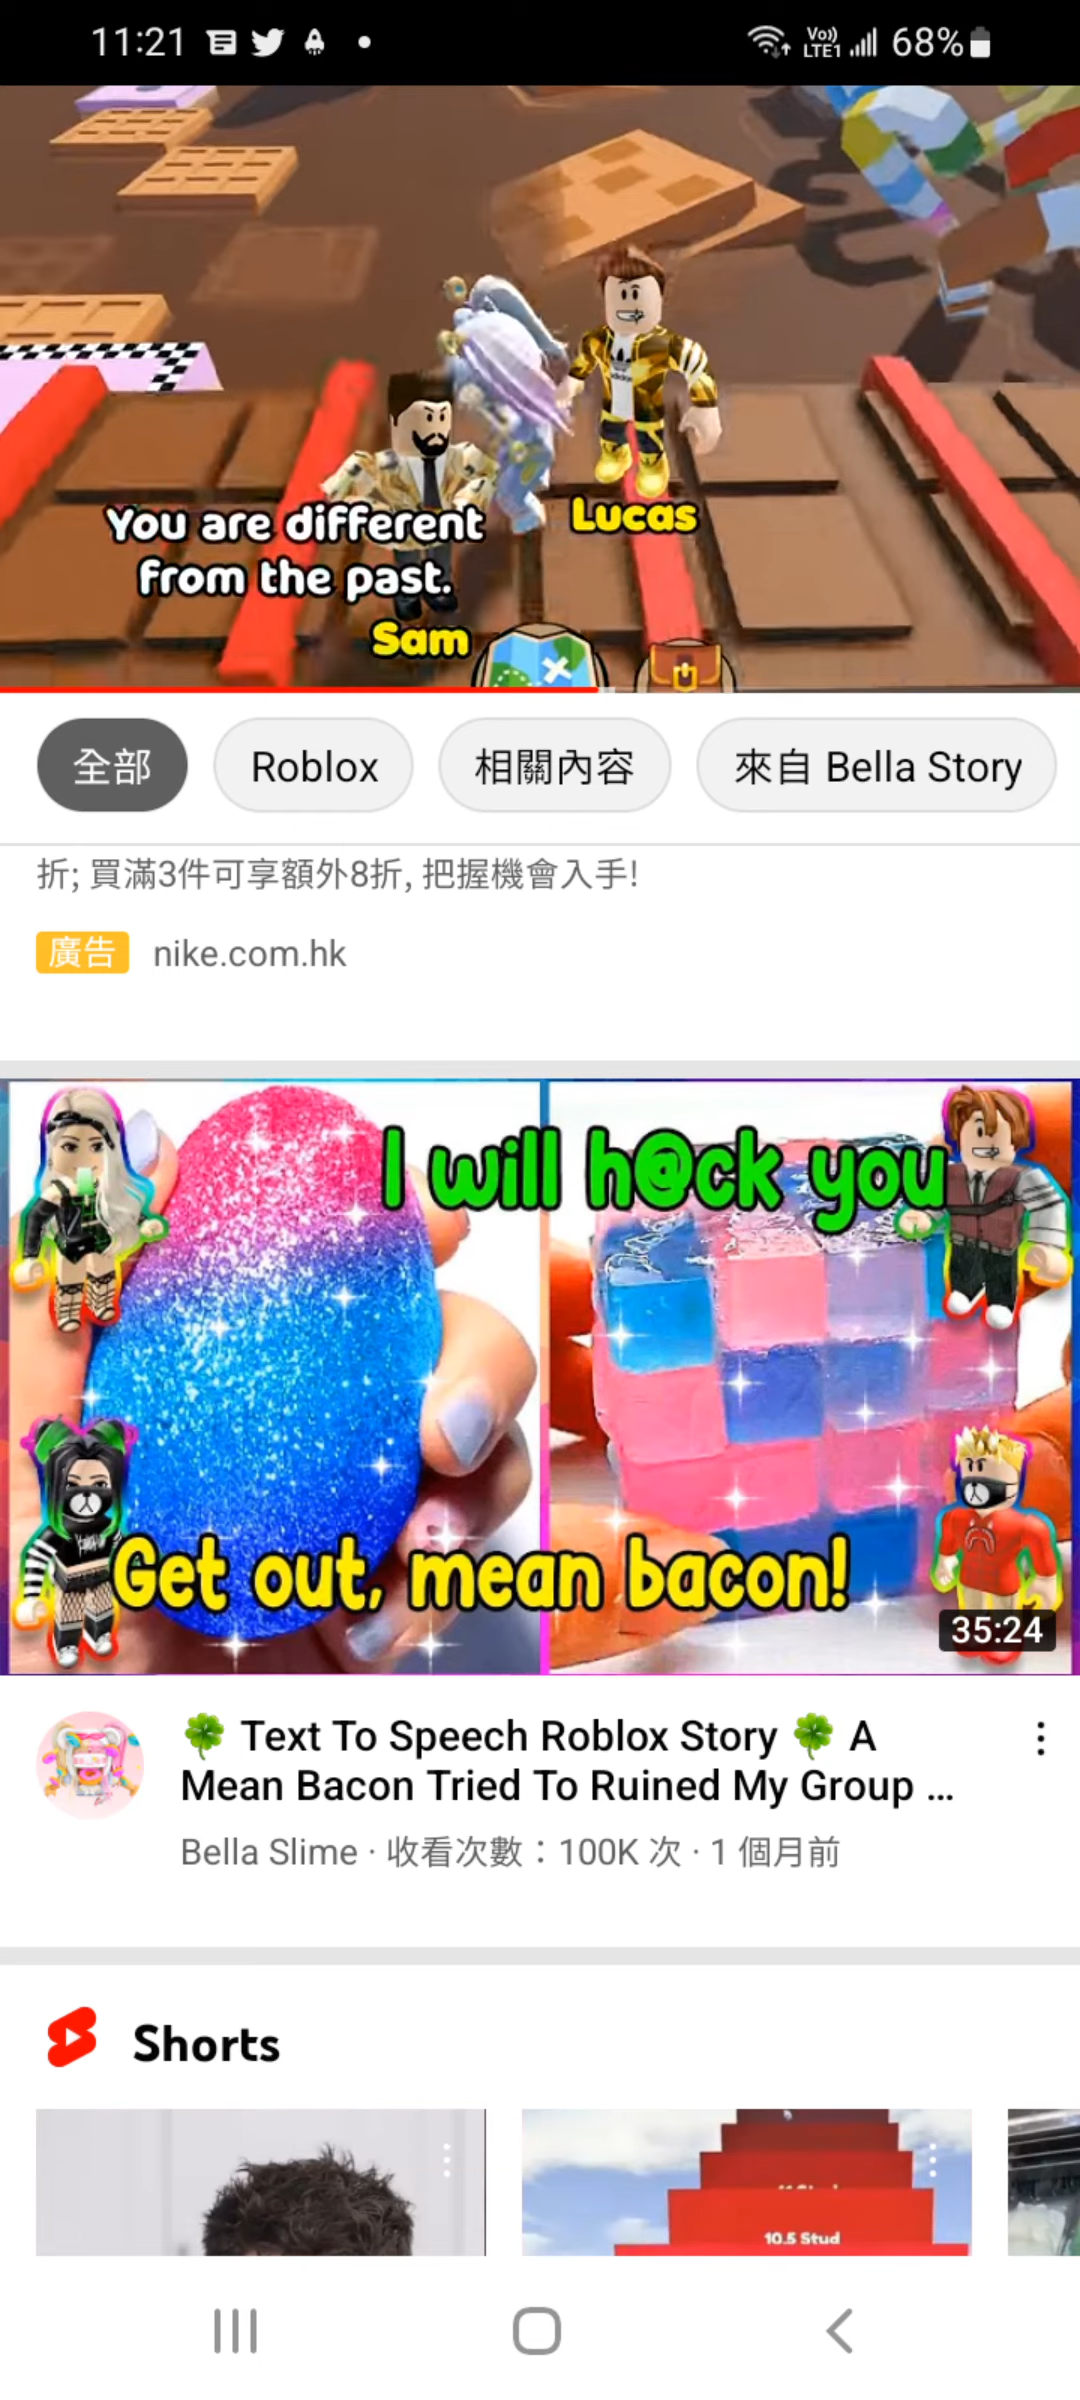 11:21
Vo))
LTE1
68%
adidas
You are different
from the past.
Lucas
Sam
全部
Roblox
相關內容
來自 Bella Story
折; 買滿3件可享額外8折, 把握機會入手!
廣告 nike.com.hk
I will h@ck you
Get out, mean bacon!
35:24
🍀 Text To Speech Roblox Story 🍀 A
Mean Bacon Tried To Ruined My Group ...
Bella Slime · 收看次數：100K 次 · 1 個月前
Shorts
10.5 Stud